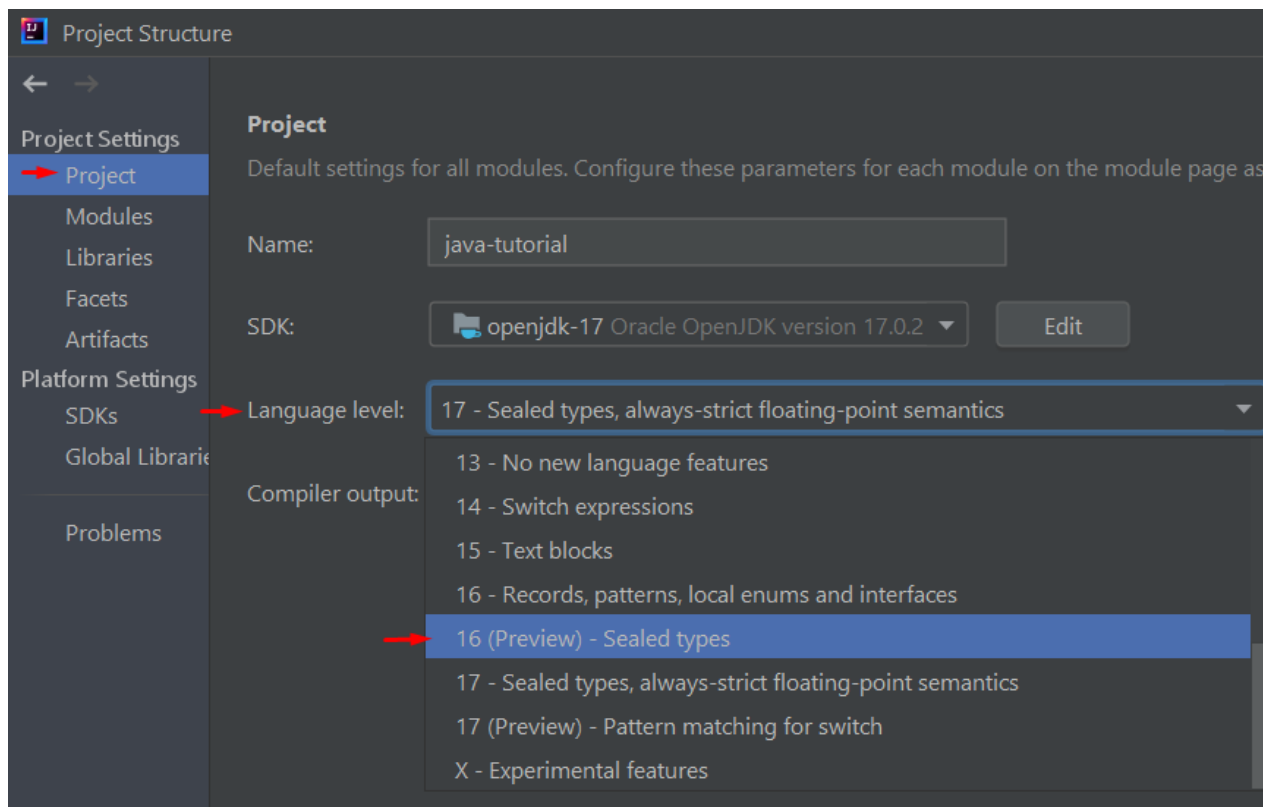 Project Structure
Project Settings
Project
Modules
Libraries
Facets
Artifacts
Platform Settings
SDKs
Global Librarie
Problems
Project
Default settings for all modules. Configure these parameters for each module on the module page as
Name: java-tutorial
SDK: openjdk-17 Oracle OpenJDK version 17.0.2 Edit
Language level: 17 - Sealed types, always-strict floating-point semantics
13 - No new language features
Compiler output:
14 - Switch expressions
15 - Text blocks
16 - Records, patterns, local enums and interfaces
16 (Preview) - Sealed types
17 - Sealed types, always-strict floating-point semantics
17 (Preview) - Pattern matching for switch
X - Experimental features